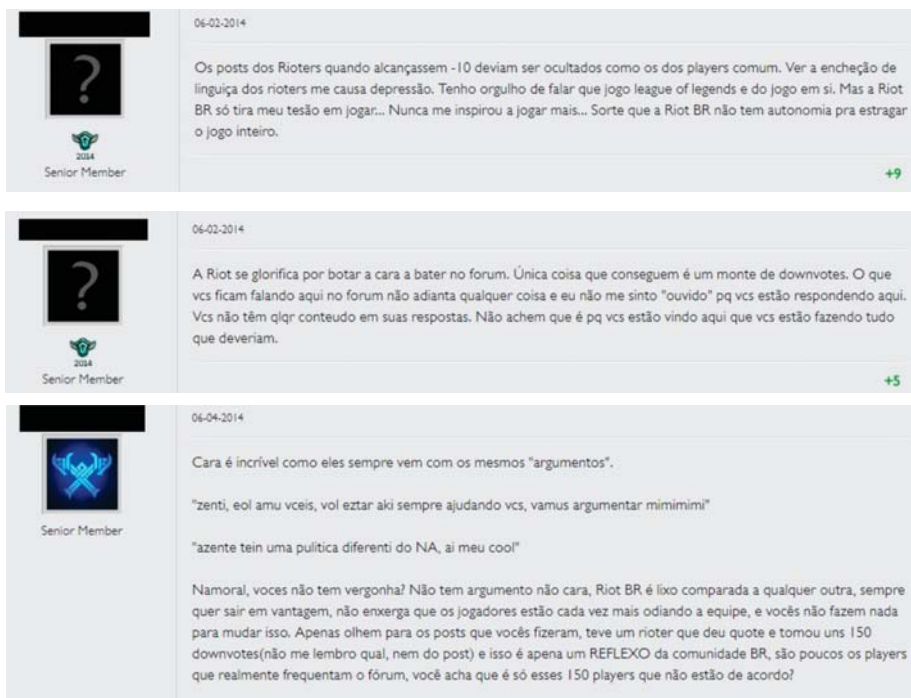 06-02-2014
Os posts dos Rioters quando alcançassem -10 deviam ser ocultados como os dos players comum. Ver a encheção de
linguiça dos rioters me causa depressão. Tenho orgulho de falar que jogo league of legends e do jogo em si. Mas a Riot
BR só tira meu tesão em jogar... Nunca me inspirou a jogar mais... Sorte que a Riot BR não tem autonomia pra estragar
o jogo inteiro.
2014
Senior Member
+9
06-02-2014
A Riot se glorifica por botar a cara a bater no forum. Única coisa que conseguem é um monte de downvotes. O que
vcs ficam falando aqui no forum não adianta qualquer coisa e eu não me sinto "ouvido" pq vcs estão respondendo aqui.
Vcs não têm qlqr conteudo em suas respostas. Não achem que é pq vcs estão vindo aqui que vcs estão fazendo tudo
que deveriam.
2014
Senior Member
+5
06-04-2014
Cara é incrível como eles sempre vem com os mesmos "argumentos".
"zenti, eol amu vceis, vol eztar aki sempre ajudando vcs, vamus argumentar mimimimi"
Senior Member
"azente tein uma pulitica diferenti do NA, ai meu cool"
Namoral, voces não tem vergonha? Não tem argumento não cara, Riot BR é lixo comparada a qualquer outra, sempre
quer sair em vantagem, não enxerga que os jogadores estão cada vez mais odiando a equipe, e vocês não fazem nada
para mudar isso. Apenas olhem para os posts que vocês fizeram, teve um rioter que deu quote e tomou uns 150
downvotes(não me lembro qual, nem do post) e isso é apena um REFLEXO da comunidade BR, são poucos os players
que realmente frequentam o fórum, você acha que é só esses 150 players que não estão de acordo?